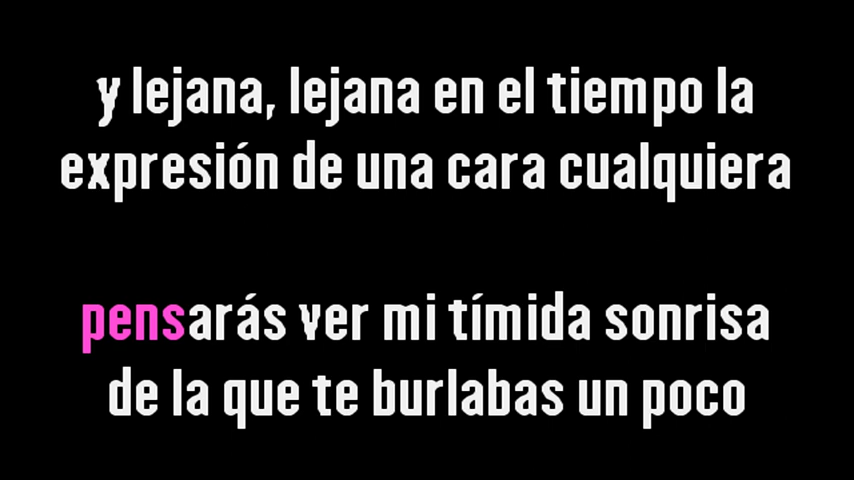 y lejana, lejana en el tiempo la
expresión de una cara cualquiera
pensarás ver mi tímida sonrisa
de la que te burlabas un poco